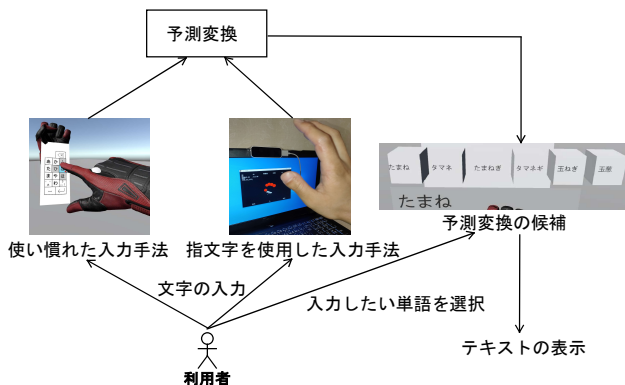 予測変換
たまね
タマネ
たまねぎ
タマネギ
玉ねぎ
玉葱
たまね
使い慣れた入力手法
指文字を使用した入力手法
予測変換の候補
文字の入力
入力したい単語を選択
利用者
テキストの表示